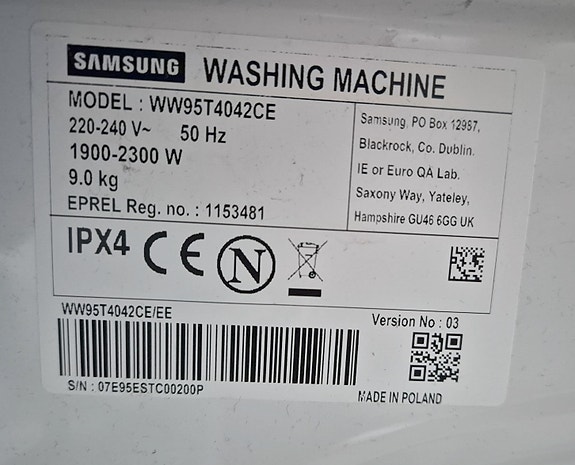 SAMSUNG WASHING MACHINE
MODEL : WW95T4042CE
220-240 V~ 50 Hz
1900-2300 W
9.0 kg
EPREL Reg. no. : 1153481
Samsung, PO Box 12987,
Blackrock, Co. Dublin.
IE or Euro QA Lab.
Saxony Way, Yateley,
Hampshire GU46 6GG UK
IPX4 CE N
WW95T4042CE/EE
Version No : 03
S/N : 07E95ESTC00200P
MADE IN POLAND